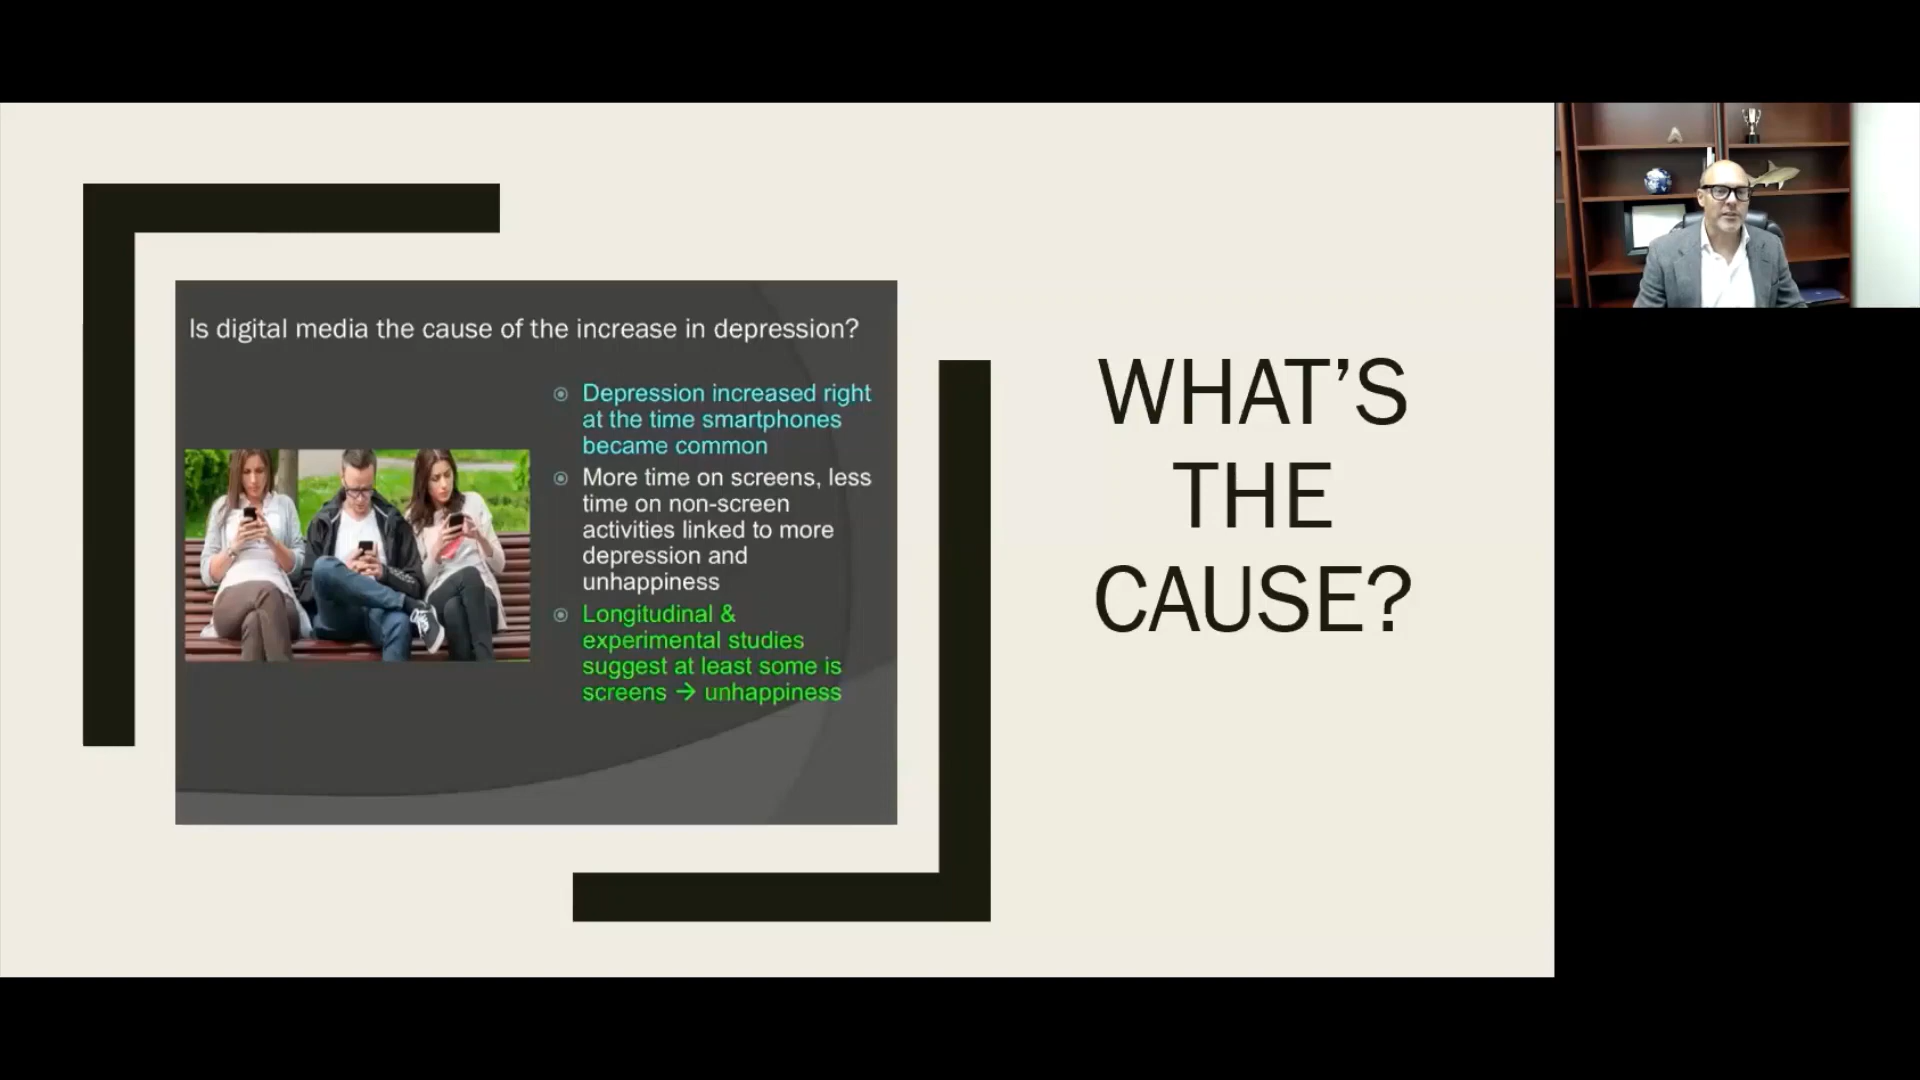 Is digital media the cause of the increase in depression?
Depression increased right
at the time smartphones
became common
More time on screens, less
time on non-screen
activities linked to more
depression and
unhappiness
Longitudinal &
experimental studies
suggest at least some is
screens → unhappiness
WHAT’S
THE
CAUSE?